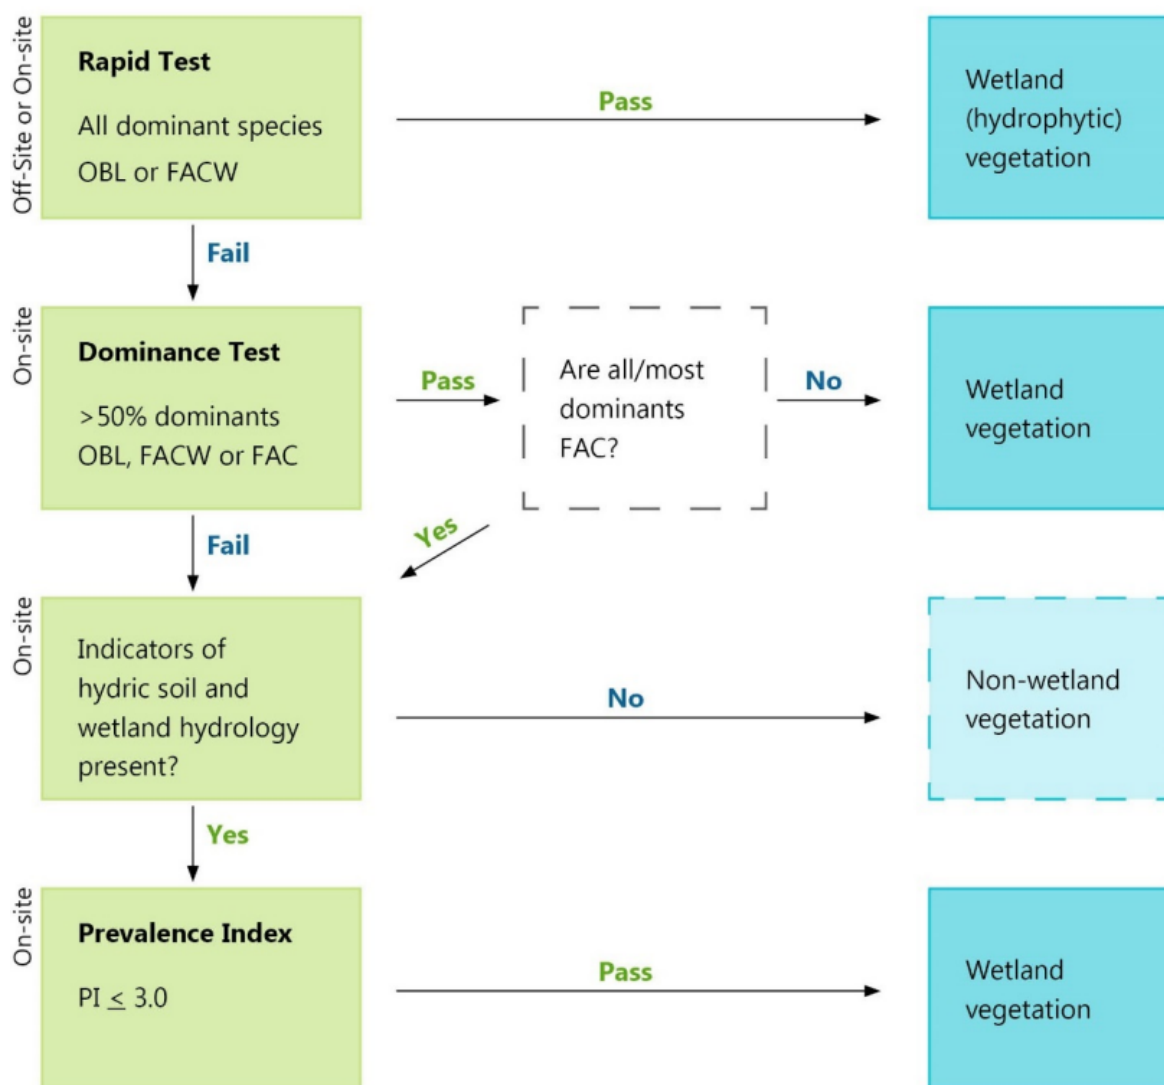 Off-Site or On-site
Rapid Test
All dominant species
OBL or FACW
Pass
Wetland
(hydrophytic)
vegetation
Fail
On-site
Dominance Test
>50% dominants
OBL, FACW or FAC
Pass
Are all/most
dominants
FAC?
No
Wetland
vegetation
Fail
Yes
On-site
Indicators of
hydric soil and
wetland hydrology
present?
No
Non-wetland
vegetation
Yes
On-site
Prevalence Index
PI ≤ 3.0
Pass
Wetland
vegetation